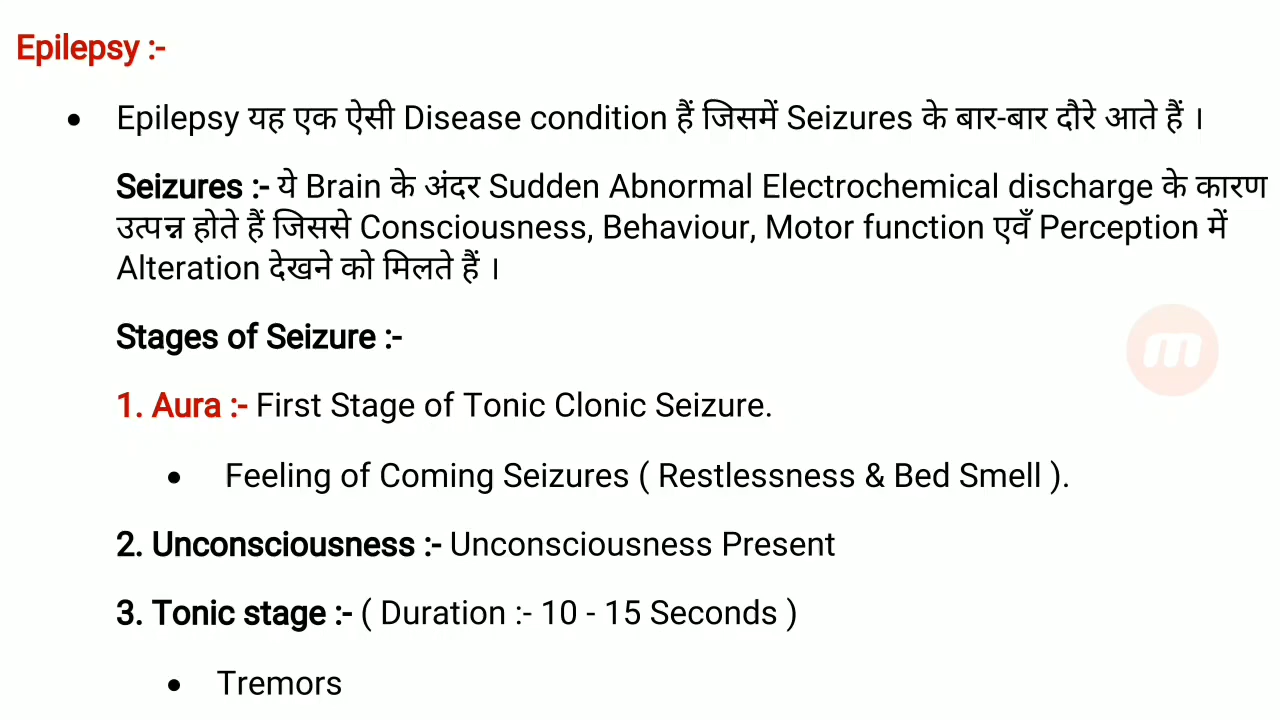 Epilepsy :-
• Epilepsy यह एक ऐसी Disease condition हैं जिसमें Seizures के बार-बार दौरे आते हैं ।
Seizures :- ये Brain के अंदर Sudden Abnormal Electrochemical discharge के कारण
उत्पन्न होते हैं जिससे Consciousness, Behaviour, Motor function एवँ Perception में
Alteration देखने को मिलते हैं ।
Stages of Seizure :-
1. Aura :- First Stage of Tonic Clonic Seizure.
• Feeling of Coming Seizures ( Restlessness & Bed Smell ).
2. Unconsciousness :- Unconsciousness Present
3. Tonic stage :- ( Duration :- 10 - 15 Seconds )
• Tremors
m